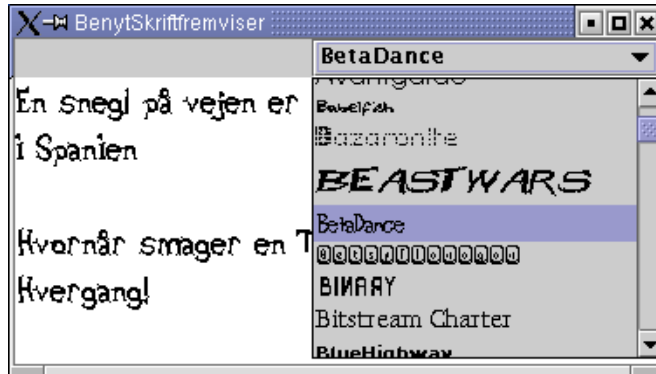 BenytSkriftfremviser
BetaDance
En snegl på vejen er
i Spanien
Hvornår smager en T
Hvergang!
Avantgarde
Babelfish
Bazaronite
BEASTWARS
BetaDance
BINARY
Bitstream Charter
BlueHighway